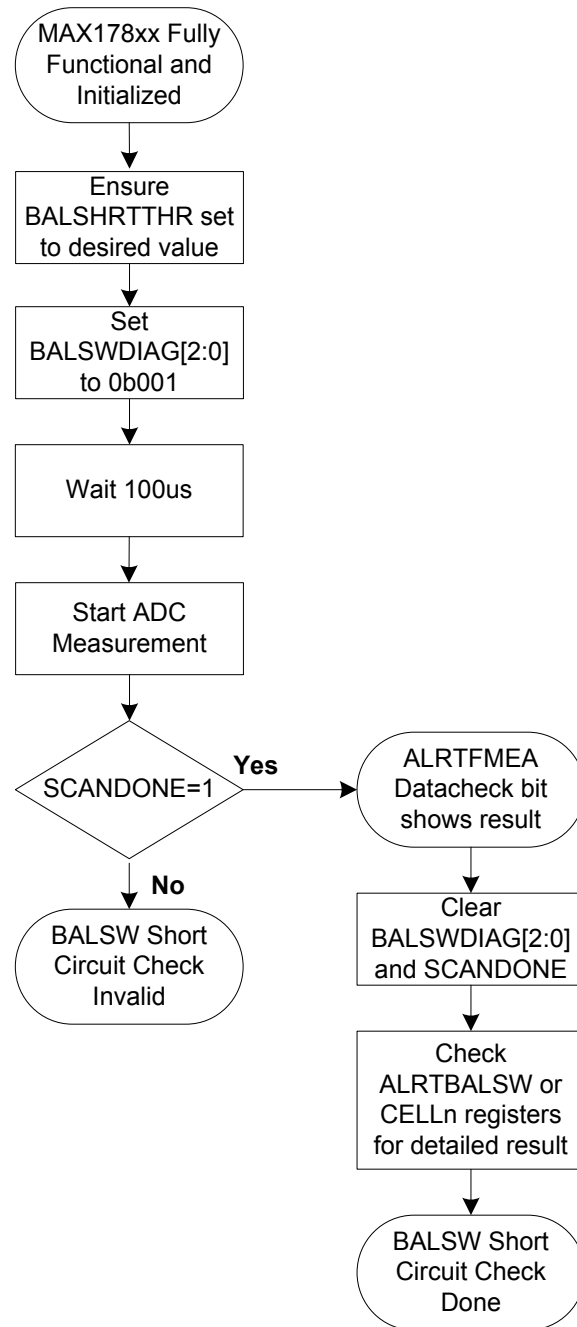 MAX178xx Fully
Functional and
Initialized
Ensure
BALSHRTTHR set
to desired value
Set
BALSWDIAG[2:0]
to 0b001
Wait 100us
Start ADC
Measurement
SCANDONE=1
Yes
No
BALSW Short
Circuit Check
Invalid
ALRTFMEA
Datacheck bit
shows result
Clear
BALSWDIAG[2:0]
and SCANDONE
Check
ALRTBALSW or
CELLn registers
for detailed result
BALSW Short
Circuit Check
Done